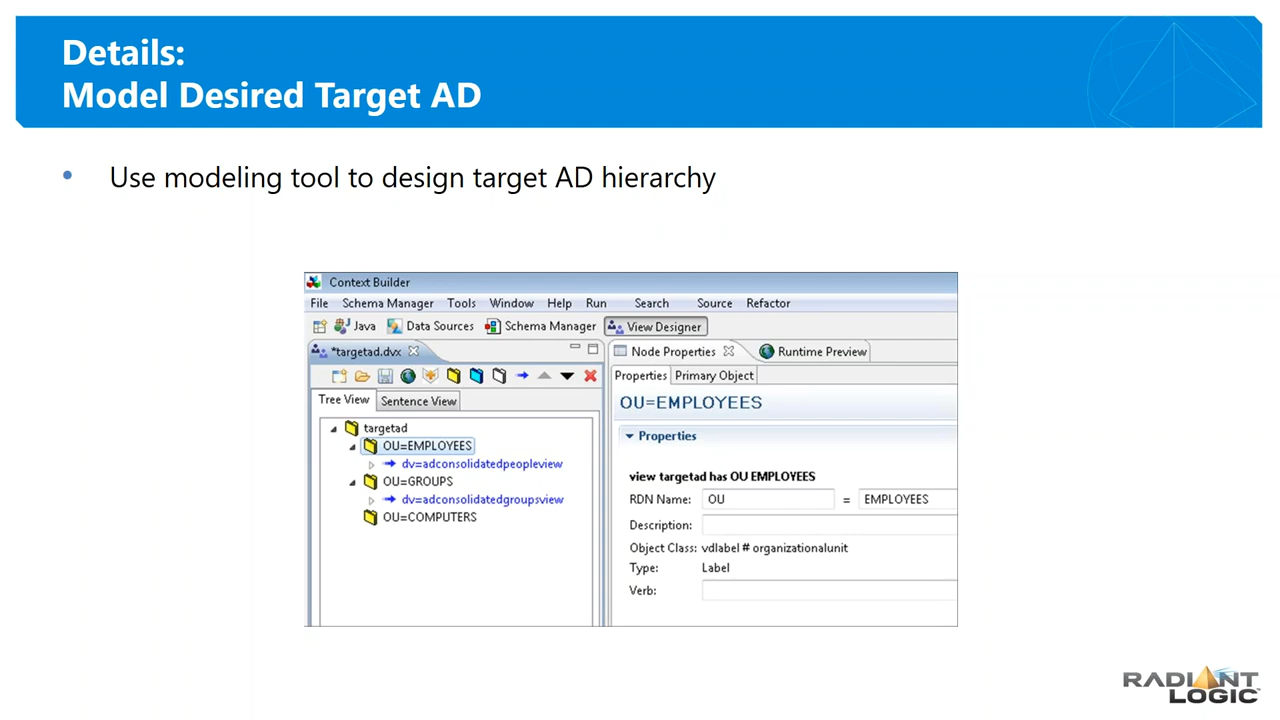 Details:
Model Desired Target AD
• Use modeling tool to design target AD hierarchy
Context Builder
File Schema Manager Tools Window Help Run Search Source Refactor
Java Data Sources Schema Manager View Designer
*targetad.dvx
Tree View Sentence View
targetad
OU=EMPLOYEES
dv=adconsolidatedpeopleview
OU=GROUPS
dv=adconsolidatedgroupsview
OU=COMPUTERS
Node Properties Runtime Preview
Properties Primary Object
OU=EMPLOYEES
Properties
view targetad has OU EMPLOYEES
RDN Name: OU = EMPLOYEES
Description:
Object Class: vdlabel # organizationalunit
Type: Label
Verb:
RADIANT
LOGIC